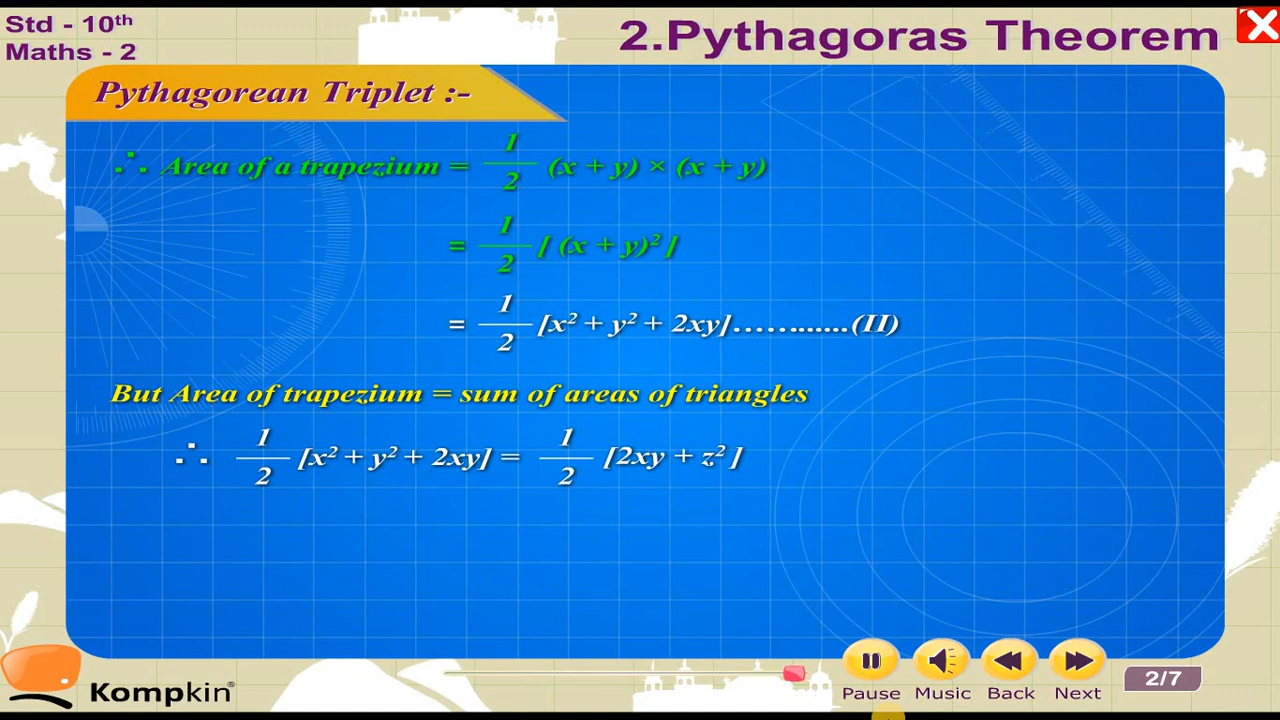 Std - 10th
Maths - 2
2.Pythagoras Theorem
Pythagorean Triplet :-
∴ Area of a trapezium = 1/2 (x + y) × (x + y)
= 1/2 [ (x + y)² ]
= 1/2 [x² + y² + 2xy]............(II)
But Area of trapezium = sum of areas of triangles
∴ 1/2 [x² + y² + 2xy] = 1/2 [2xy + z² ]
Kompkin®
Pause Music Back Next
2/7